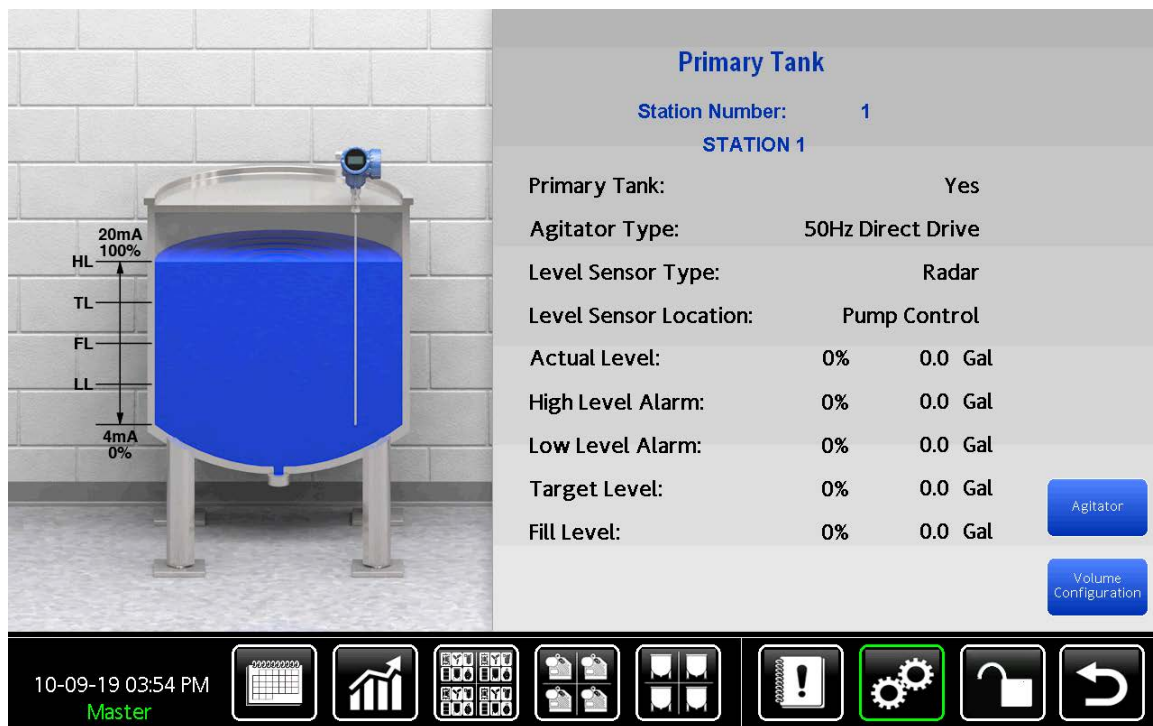 20mA
100%
HL
TL
FL
LL
4mA
0%
Primary Tank
Station Number: 1
STATION 1
Primary Tank: Yes
Agitator Type: 50Hz Direct Drive
Level Sensor Type: Radar
Level Sensor Location: Pump Control
Actual Level: 0% 0.0 Gal
High Level Alarm: 0% 0.0 Gal
Low Level Alarm: 0% 0.0 Gal
Target Level: 0% 0.0 Gal
Fill Level: 0% 0.0 Gal
Agitator
Volume
Configuration
10-09-19 03:54 PM
Master